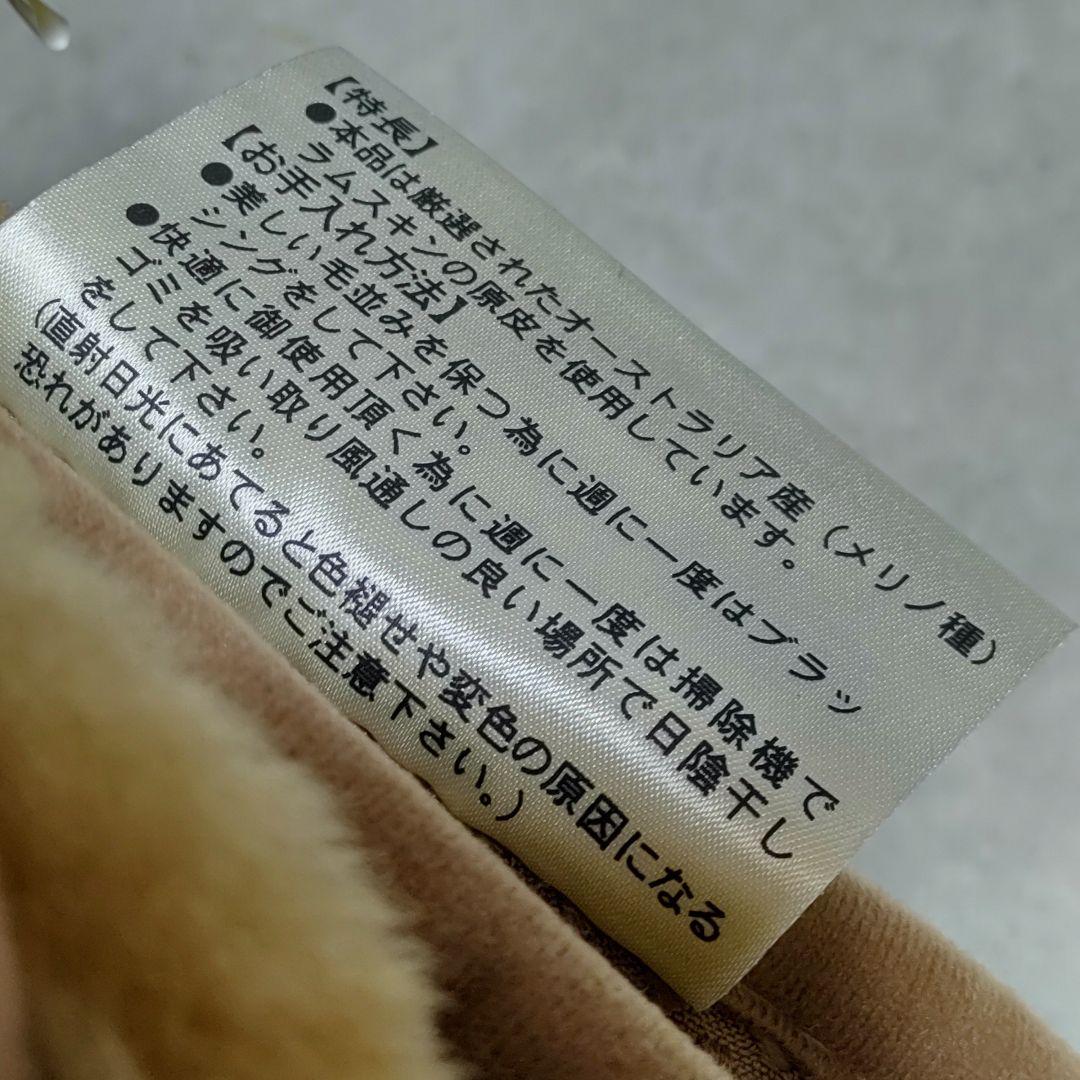 【特長】
●本品は厳選されたオーストラリア産（メリノ種）
ラムスキンの原皮を使用しています。
【お手入れ方法】
●美しい毛並みを保つ為に週に一度はブラッ
シングをして下さい。
●快適に御使用頂く為に週に一度は掃除機で
ゴミを吸い取り風通しの良い場所で日陰干し
をして下さい。
（直射日光にあてると色褪せや変色の原因になる
恐れがありますのでご注意下さい。）